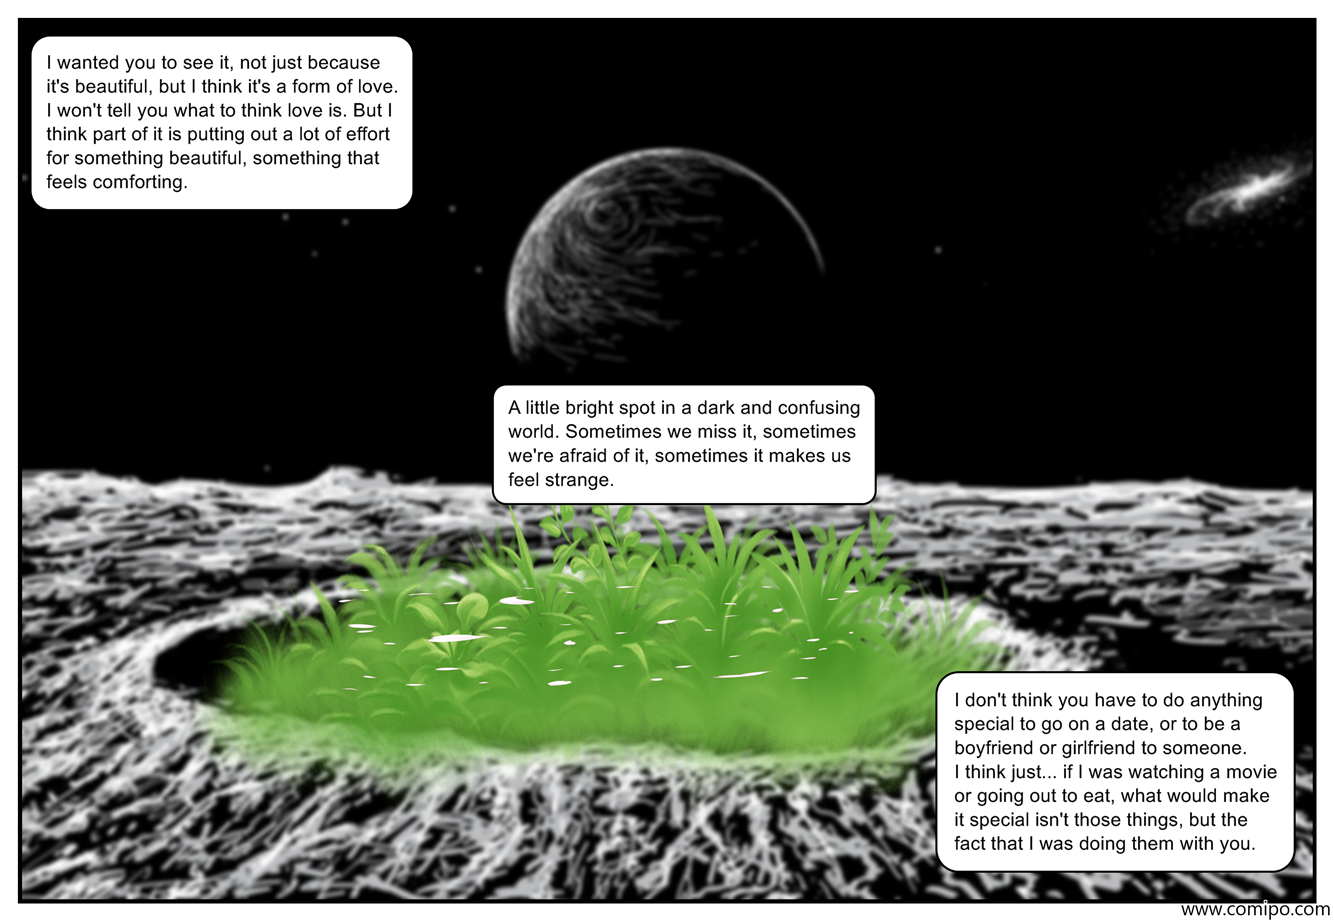 I wanted you to see it, not just because
it's beautiful, but I think it's a form of love.
I won't tell you what to think love is. But I
think part of it is putting out a lot of effort
for something beautiful, something that
feels comforting.
A little bright spot in a dark and confusing
world. Sometimes we miss it, sometimes
we're afraid of it, sometimes it makes us
feel strange.
I don't think you have to do anything
special to go on a date, or to be a
boyfriend or girlfriend to someone.
I think just... if I was watching a movie
or going out to eat, what would make
it special isn't those things, but the
fact that I was doing them with you.
www.comipo.com